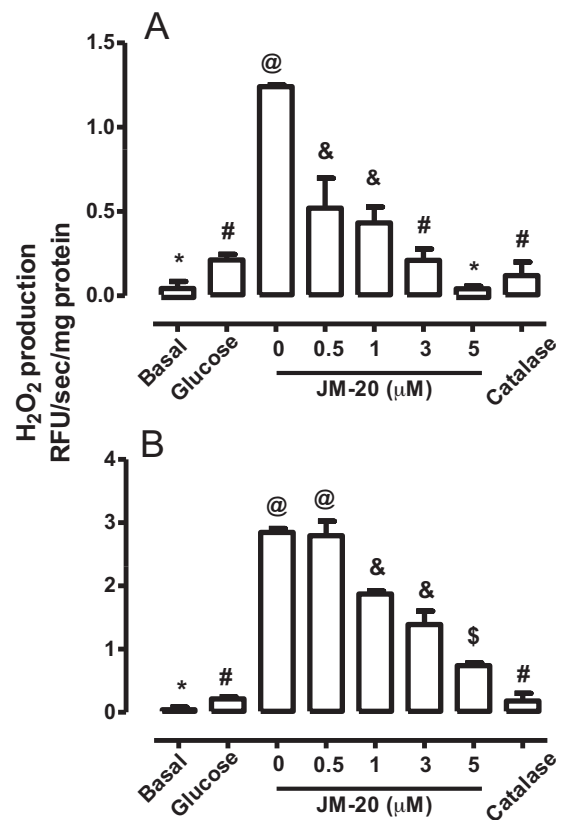 A
1.5
1.0
0.5
0.0
@
&
&
#
#
#
*
*
Basal
Glucose
0 0.5 1 3 5
Catalase
JM-20 (μM)
H₂O₂ production
RFU/sec/mg protein
B
4
3
2
1
0
@ @
&
&
$
#
#
*
Basal
Glucose
0 0.5 1 3 5
Catalase
JM-20 (μM)